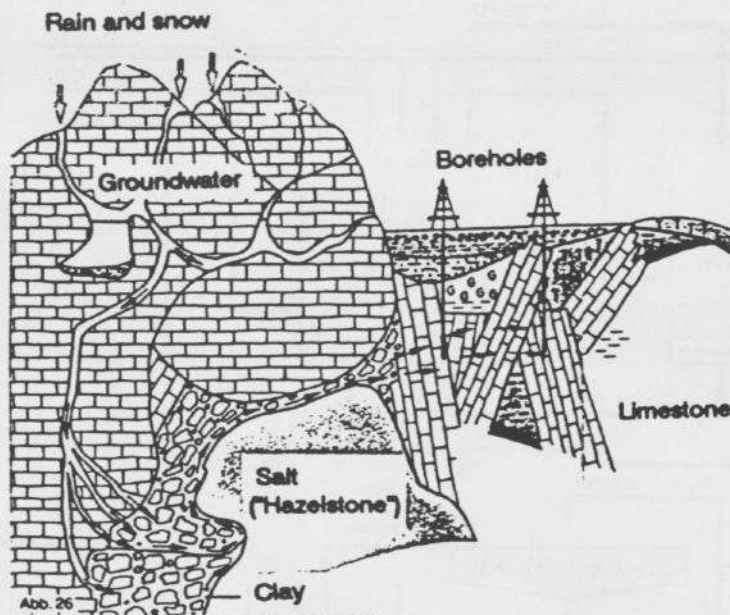 Rain and snow
Groundwater
Boreholes
G G G
G G G
G G
Limestone
Salt
("Hazelstone")
Clay
Abb. 26